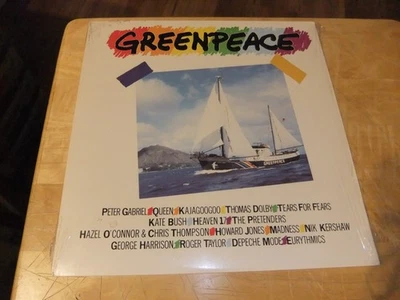 GREENPEACE
GREENPEACE
PETER GABRIEL QUEEN KAJAGOOGOO THOMAS DOLBY TEARS FOR FEARS
KATE BUSH HEAVEN 17 THE PRETENDERS
HAZEL O'CONNOR & CHRIS THOMPSON HOWARD JONES MADNESS NIK KERSHAW
GEORGE HARRISON ROGER TAYLOR DEPECHE MODE EURYTHMICS